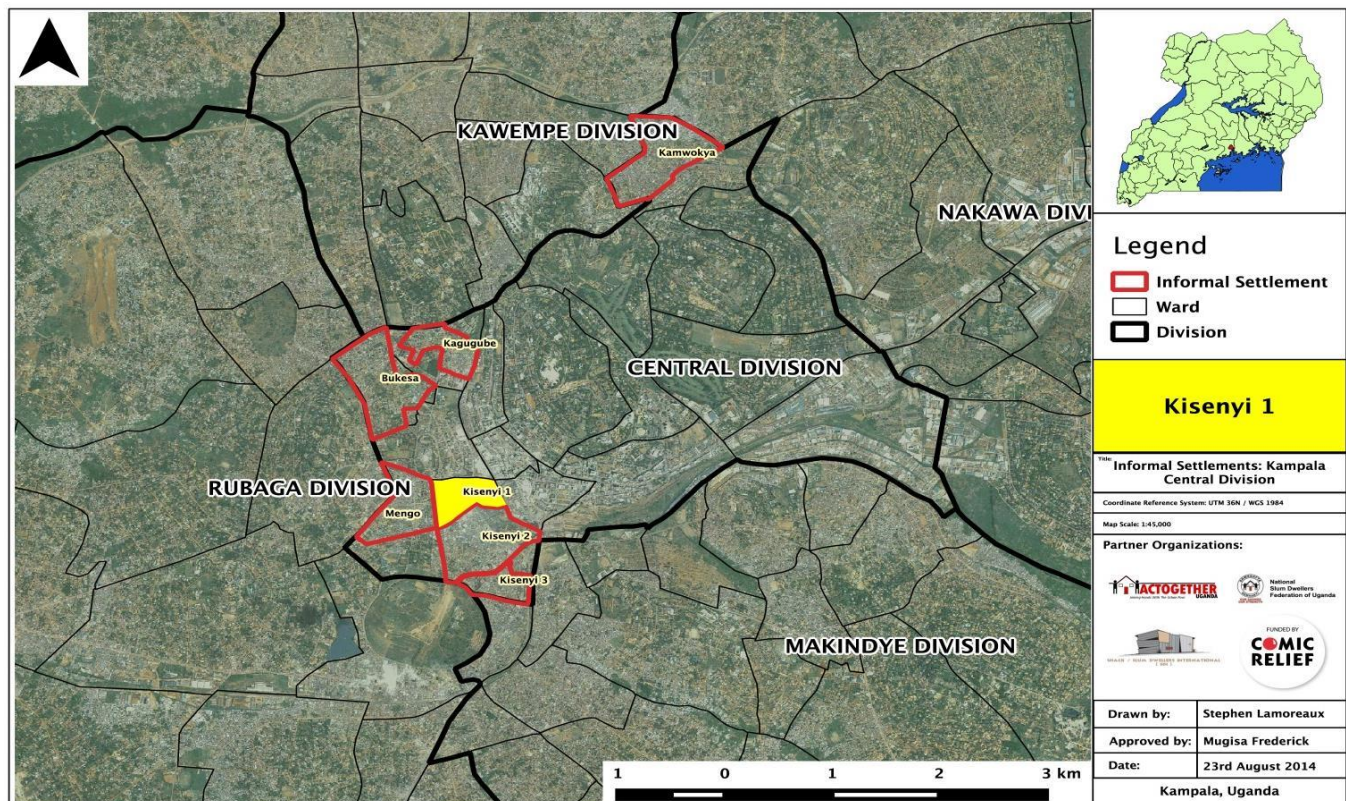 KAWEMPE DIVISION
Kamwokya
NAKAWA DIVI
Kagugube
Bukesa
CENTRAL DIVISION
RUBAGA DIVISION
Kisenyi 1
Mengo
Kisenyi 2
Kisenyi 3
MAKINDYE DIVISION
1 0 1 2 3 km
Legend
Informal Settlement
Ward
Division
Kisenyi 1
Title: Informal Settlements: Kampala
Central Division
Coordinate Reference System: UTM 36N / WGS 1984
Map Scale: 1:45,000
Partner Organizations:
ACTOGETHER
UGANDA
National
Slum Dwellers
Federation of Uganda
FUNDED BY
COMIC
RELIEF
Drawn by: Stephen Lamoreaux
Approved by: Mugisa Frederick
Date: 23rd August 2014
Kampala, Uganda